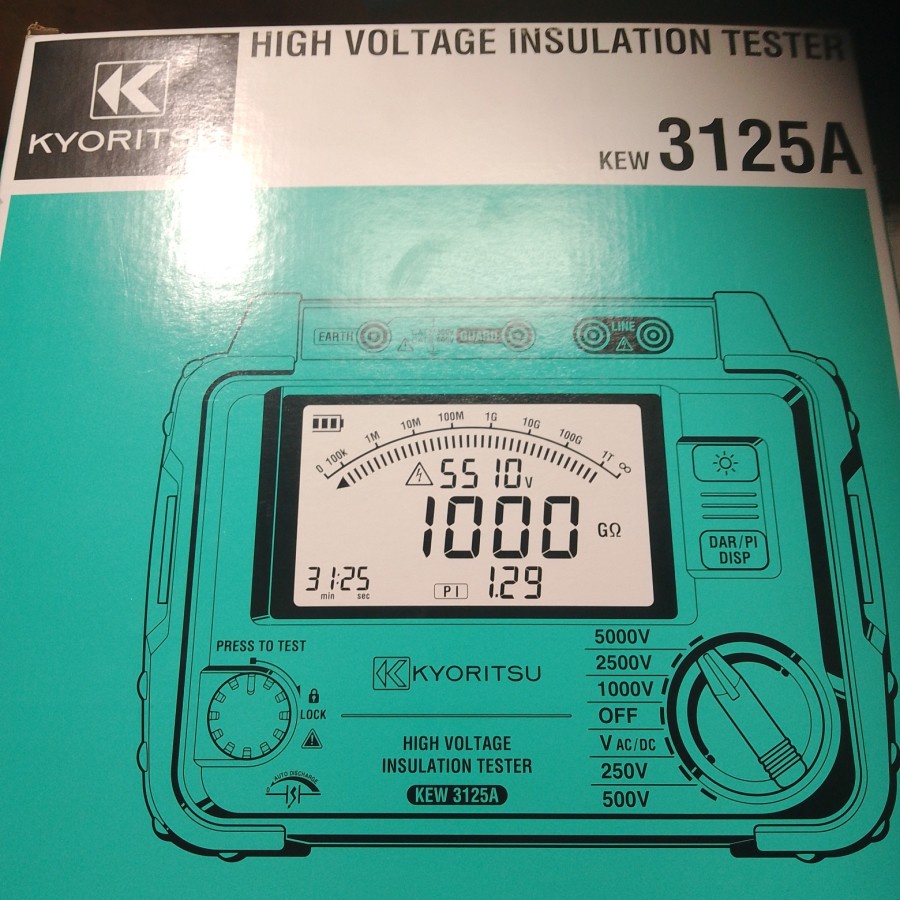 HIGH VOLTAGE INSULATION TESTER
KYORITSU
KEW 3125A
EARTH
GUARD
LINE
0 100k 1M 10M 100M 1G 10G 100G 1T ∞
5510V
1000 GΩ
31:25
min sec
PI 1.29
DAR/PI
DISP
PRESS TO TEST
LOCK
AUTO DISCHARGE
KYORITSU
HIGH VOLTAGE
INSULATION TESTER
KEW 3125A
5000V
2500V
1000V
OFF
V AC/DC
250V
500V